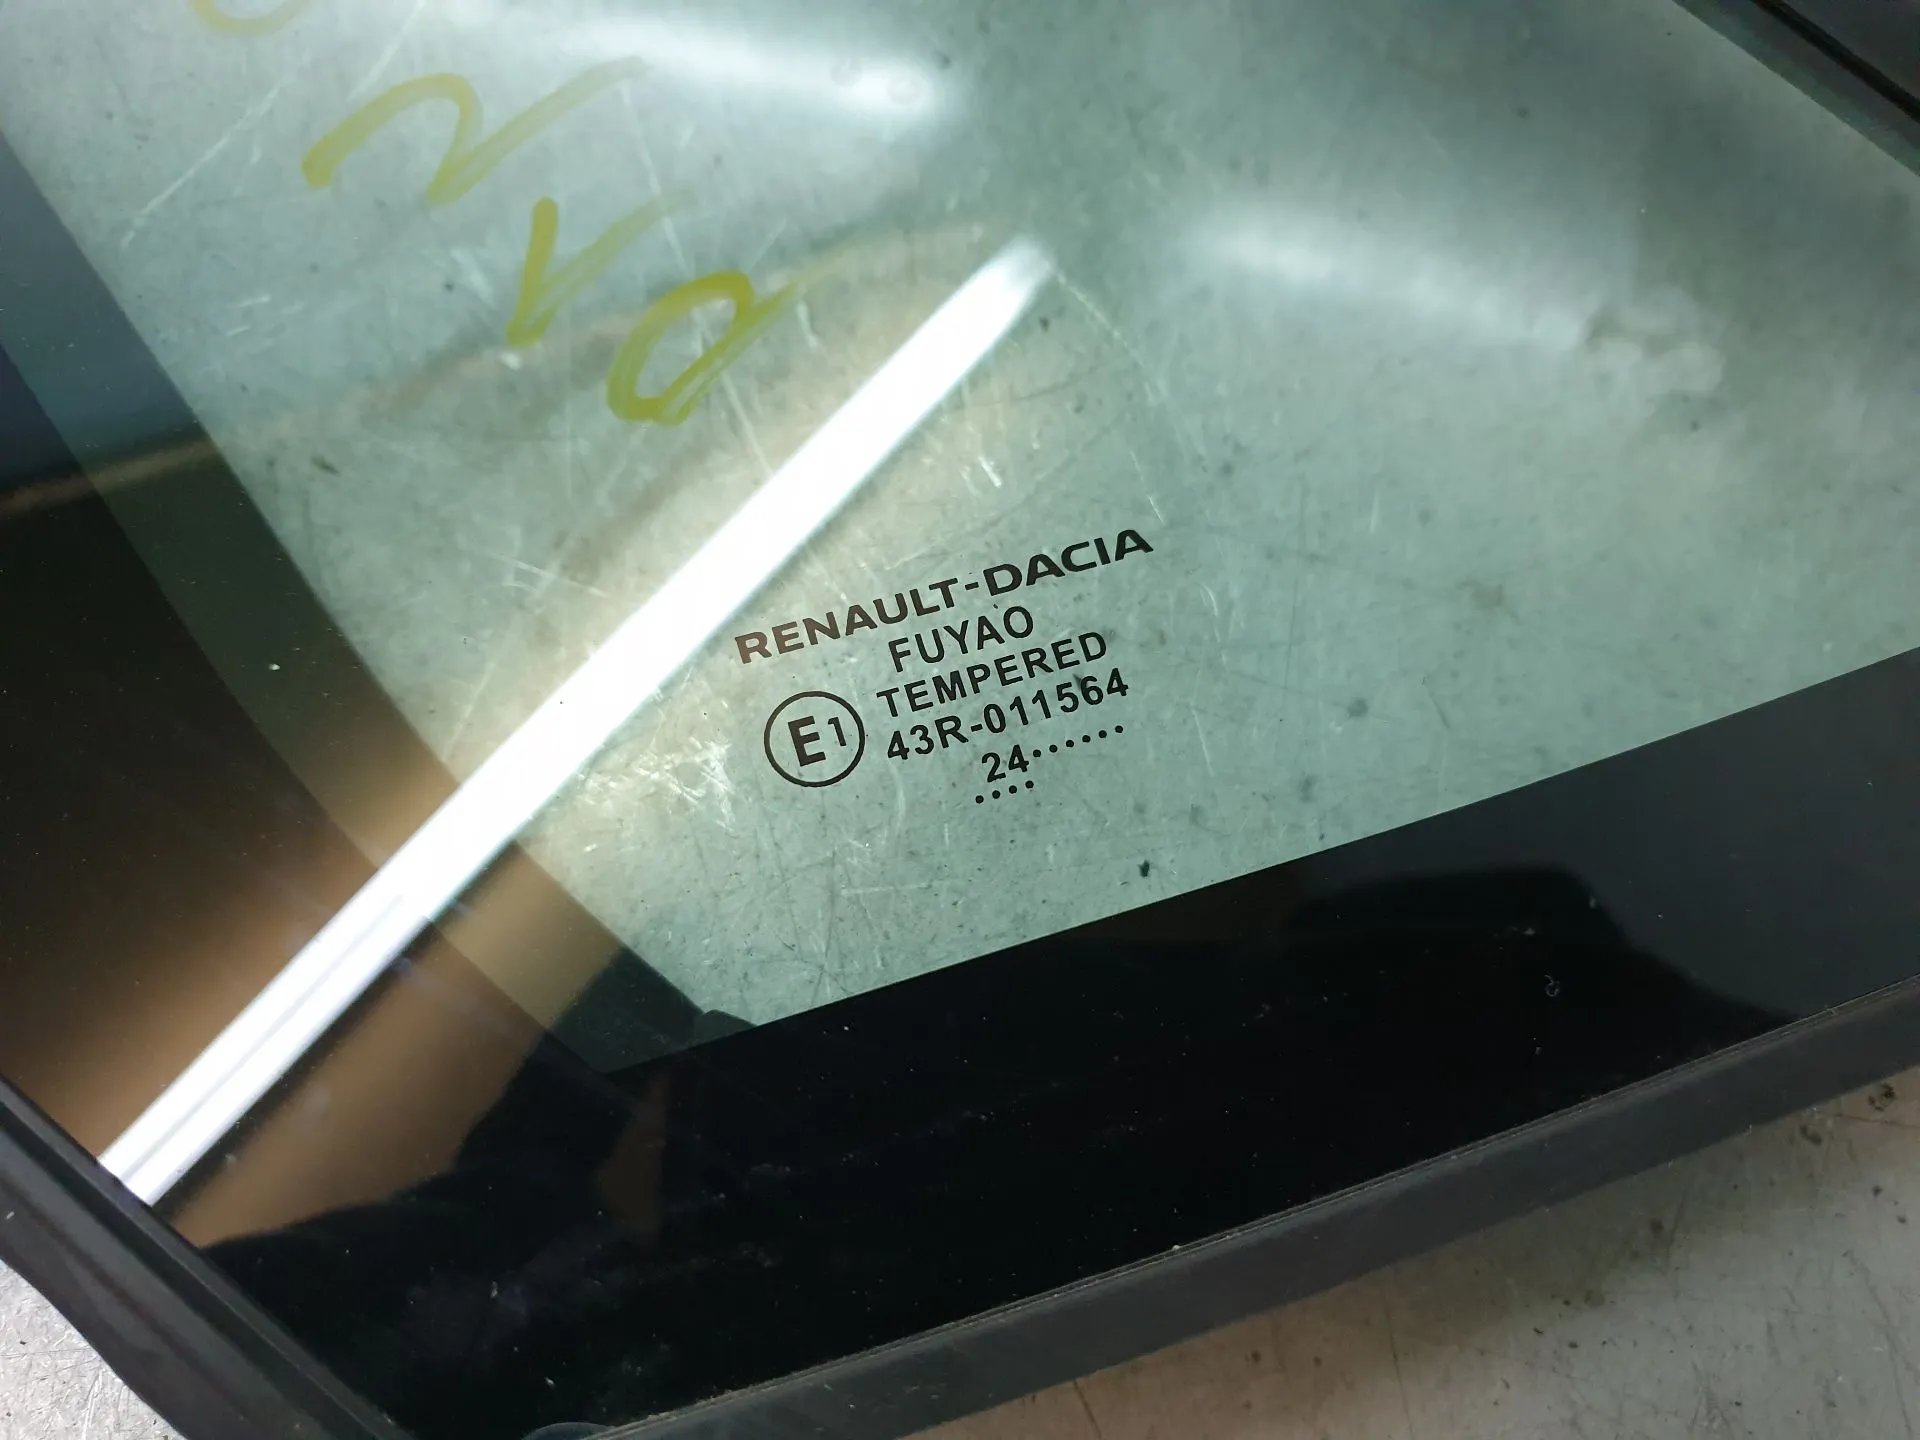 RENAULT-DACIA
FUYAO
TEMPERED
E1 43R-011564
24......
....